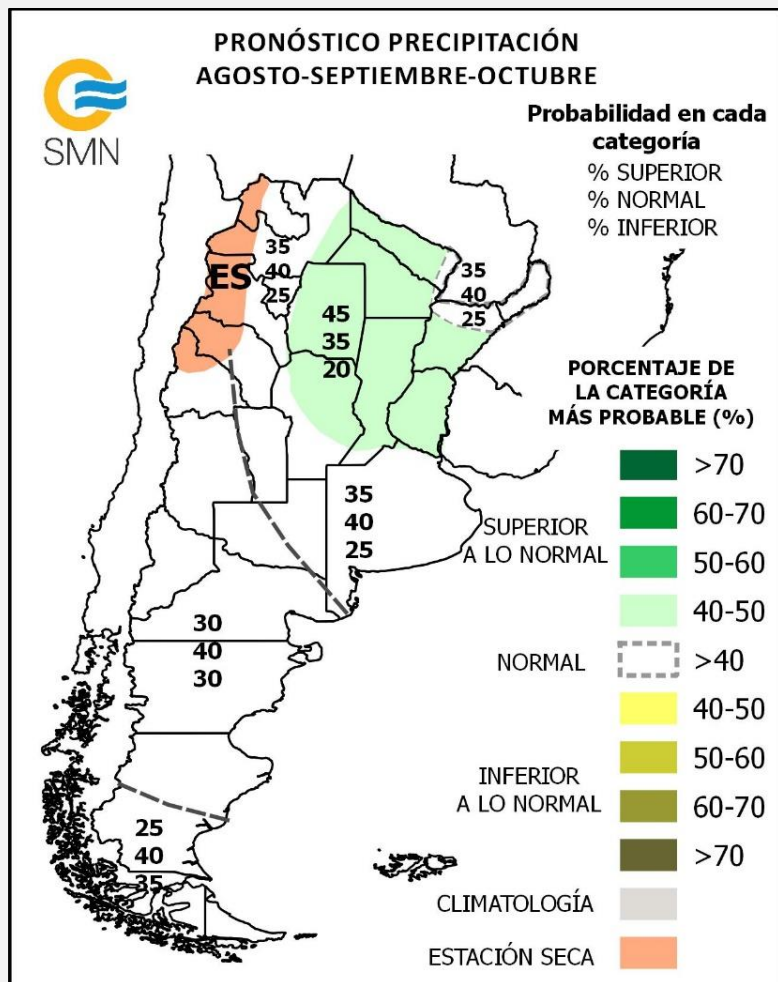 PRONÓSTICO PRECIPITACIÓN
AGOSTO-SEPTIEMBRE-OCTUBRE
SMN
Probabilidad en cada
categoría
% SUPERIOR
% NORMAL
% INFERIOR
ES
35
40
25
45
35
20
35
40
25
35
40
25
30
40
30
25
40
35
PORCENTAJE DE
LA CATEGORÍA
MÁS PROBABLE (%)
SUPERIOR
A LO NORMAL
>70
60-70
50-60
40-50
NORMAL
>40
INFERIOR
A LO NORMAL
40-50
50-60
60-70
>70
CLIMATOLOGÍA
ESTACIÓN SECA